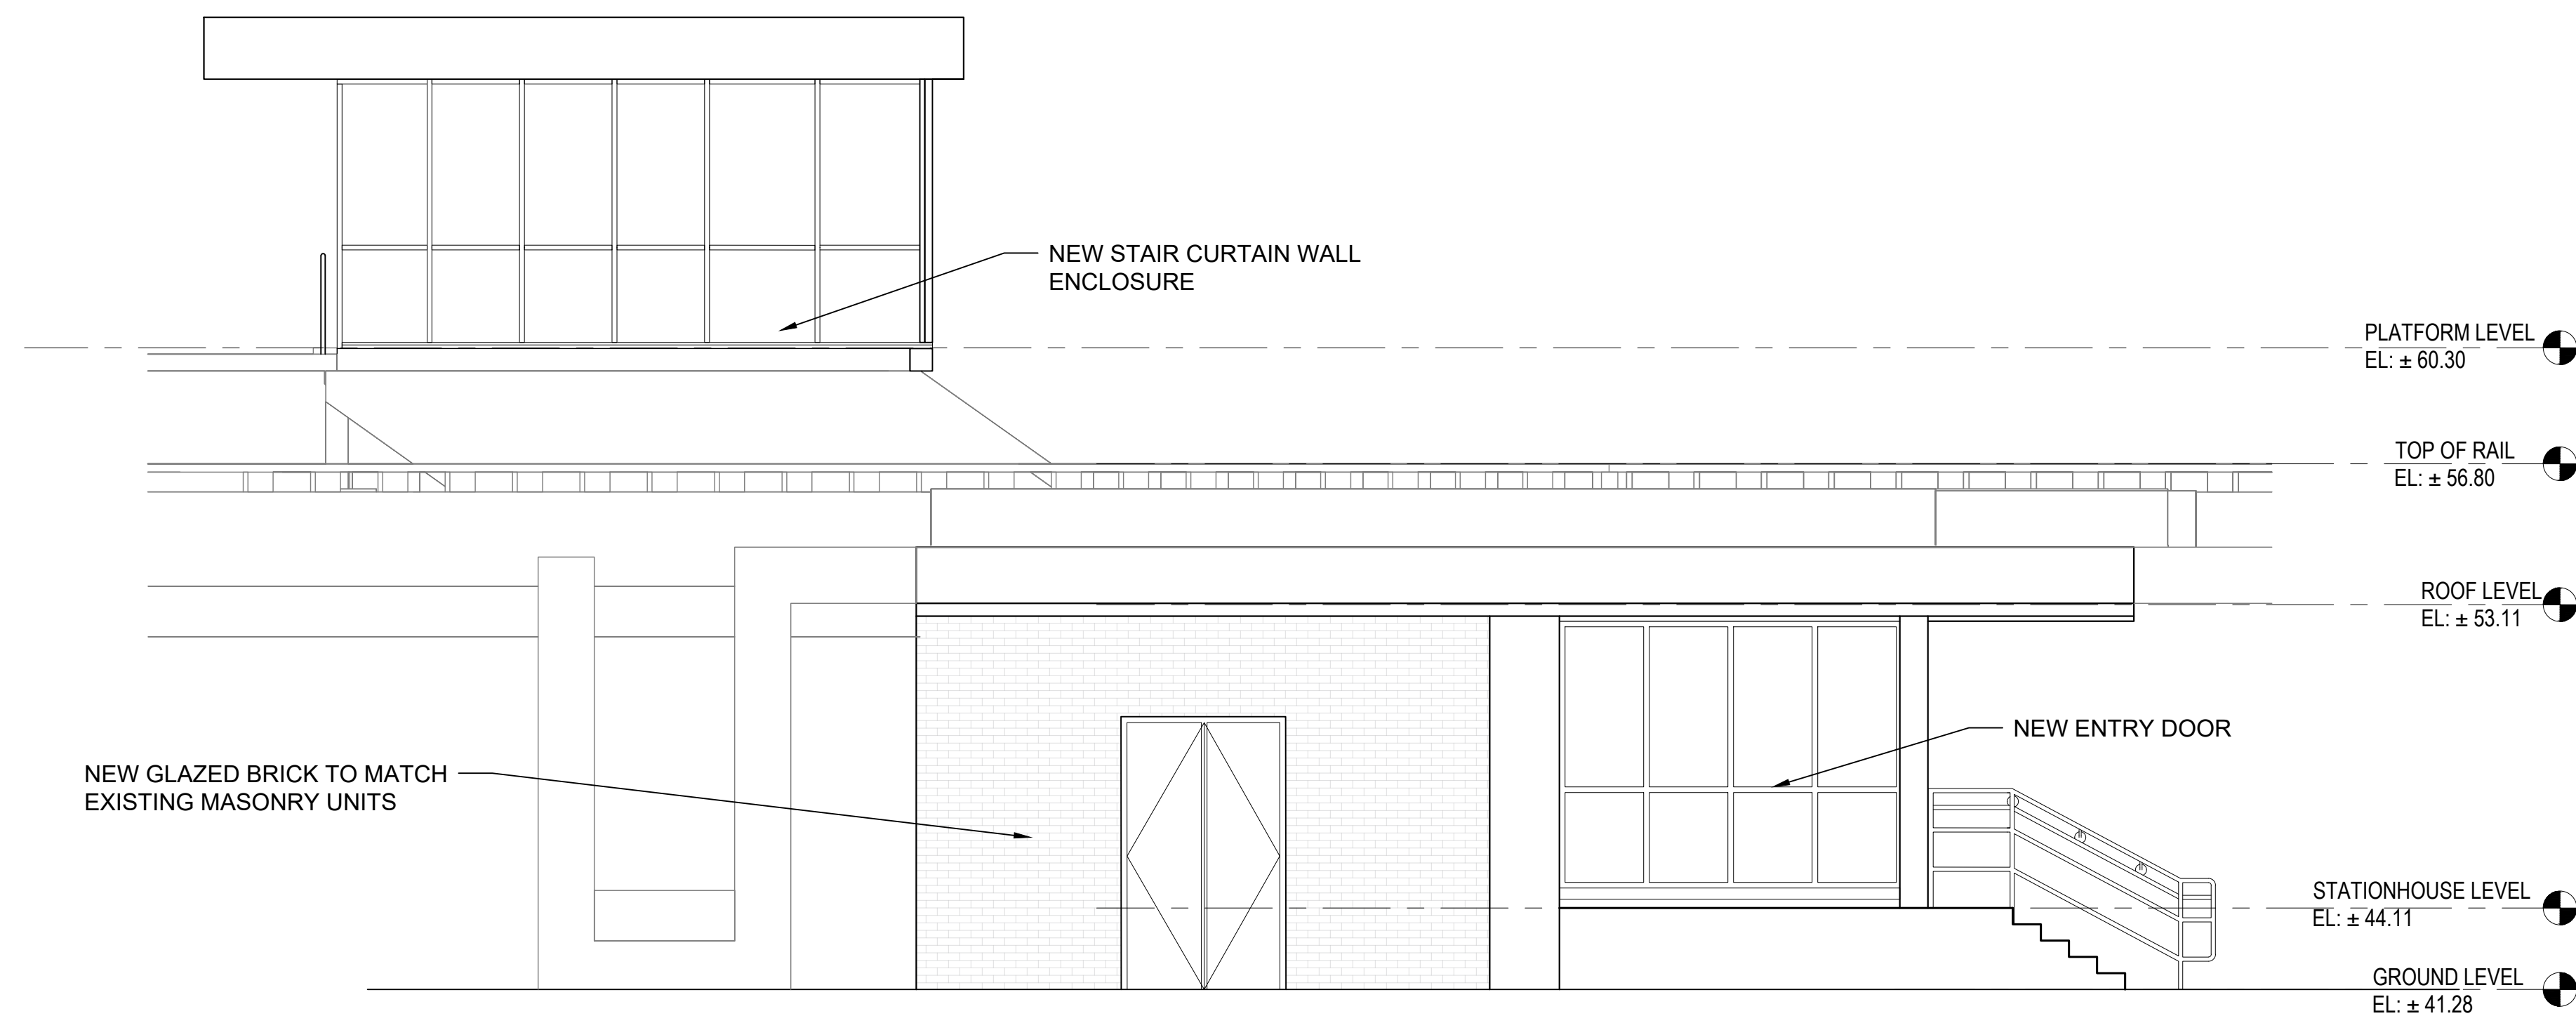 NEW STAIR CURTAIN WALL
ENCLOSURE
PLATFORM LEVEL
EL: ± 60.30
TOP OF RAIL
EL: ± 56.80
ROOF LEVEL
EL: ± 53.11
NEW ENTRY DOOR
NEW GLAZED BRICK TO MATCH
EXISTING MASONRY UNITS
STATIONHOUSE LEVEL
EL: ± 44.11
GROUND LEVEL
EL: ± 41.28